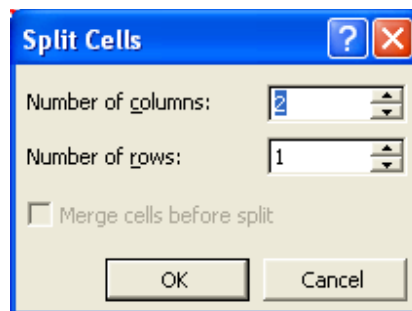 Split Cells
Number of columns: 2
Number of rows: 1
Merge cells before split
OK Cancel